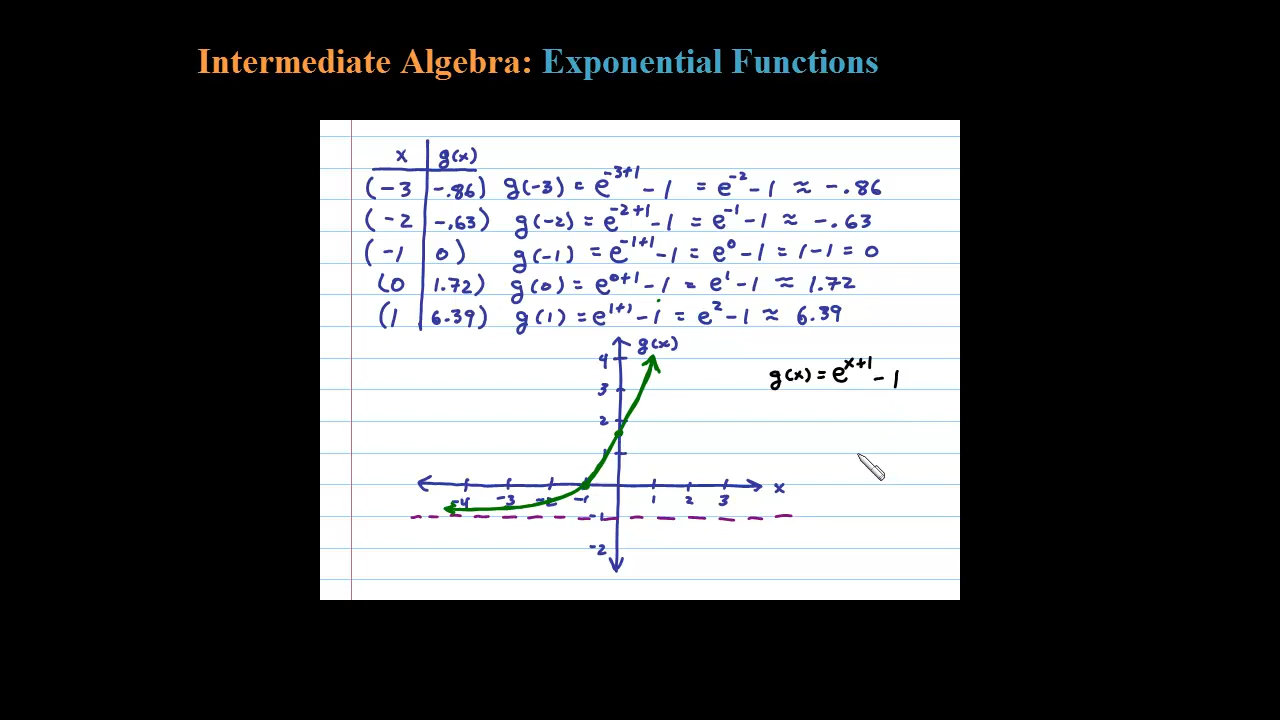 Intermediate Algebra: Exponential Functions
x g(x)
(-3 -.86) g(-3) = e^{-3+1} - 1 = e^{-2} - 1 ≈ -.86
(-2 -.63) g(-2) = e^{-2+1} - 1 = e^{-1} - 1 ≈ -.63
(-1 0) g(-1) = e^{-1+1} - 1 = e^{0} - 1 = 1 - 1 = 0
(0 1.72) g(0) = e^{0+1} - 1 = e^{1} - 1 ≈ 1.72
(1 6.39) g(1) = e^{1+1} - 1 = e^{2} - 1 ≈ 6.39
g(x)
4
g(x) = e^{x+1} - 1
3
2
1
x
-4 -3 -2 -1 1 2 3
-1
-2